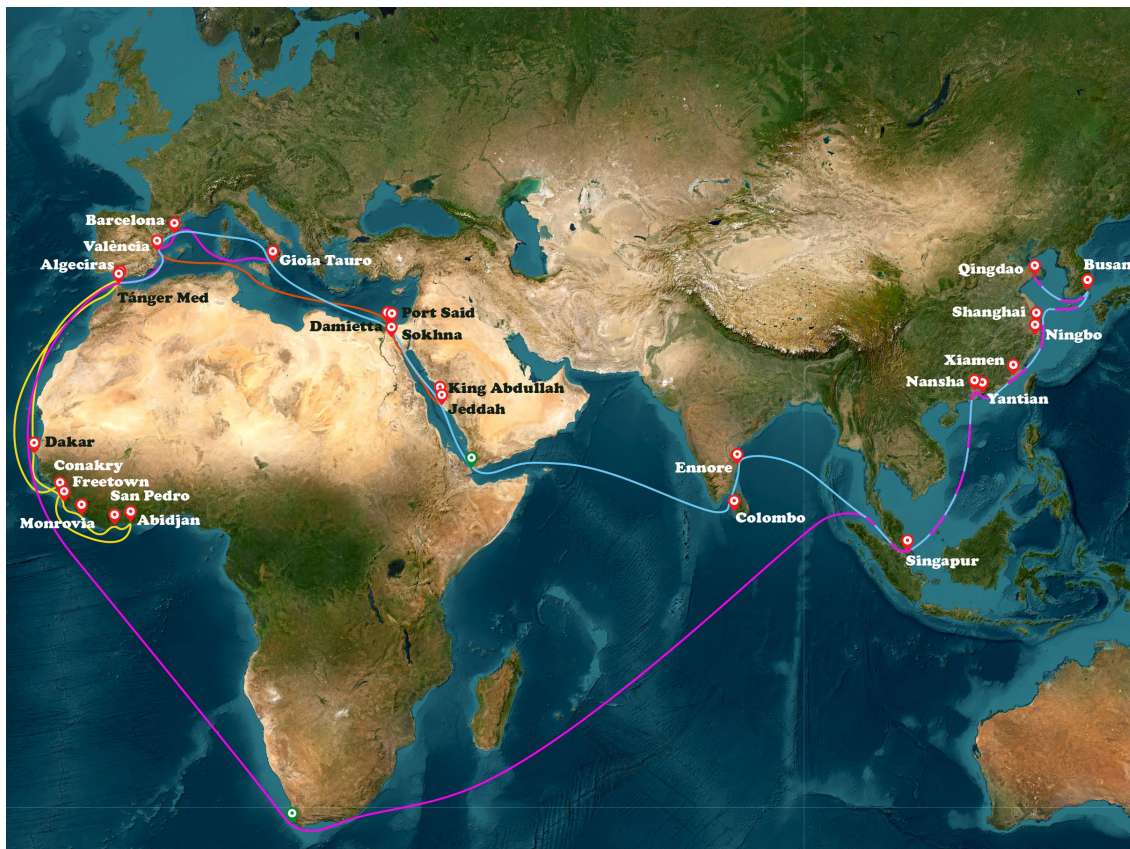 Barcelona
València
Algeciras
Tánger Med
Gioia Tauro
Port Said
Damietta
Sokhna
King Abdullah
Jeddah
Dakar
Conakry
Freetown
San Pedro
Monrovia
Abidjan
Ennore
Colombo
Singapur
Qingdao
Busan
Shanghai
Ningbo
Xiamen
Nansha
Yantian